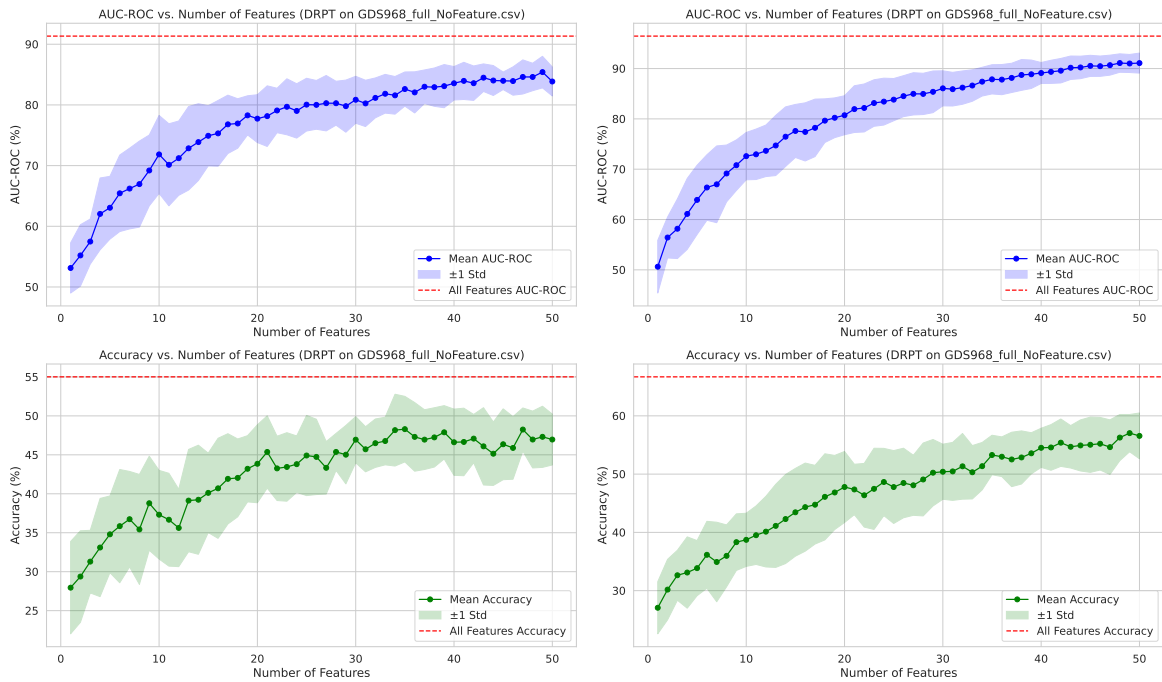 AUC-ROC vs. Number of Features (DRPT on GDS968_full_NoFeature.csv)
90
80
70
60
50
AUC-ROC (%)
0 10 20 30 40 50
Number of Features
Mean AUC-ROC
±1 Std
All Features AUC-ROC
AUC-ROC vs. Number of Features (DRPT on GDS968_full_NoFeature.csv)
90
80
70
60
50
AUC-ROC (%)
0 10 20 30 40 50
Number of Features
Mean AUC-ROC
±1 Std
All Features AUC-ROC
Accuracy vs. Number of Features (DRPT on GDS968_full_NoFeature.csv)
55
50
45
40
35
30
25
Accuracy (%)
0 10 20 30 40 50
Number of Features
Mean Accuracy
±1 Std
All Features Accuracy
Accuracy vs. Number of Features (DRPT on GDS968_full_NoFeature.csv)
60
50
40
30
Accuracy (%)
0 10 20 30 40 50
Number of Features
Mean Accuracy
±1 Std
All Features Accuracy